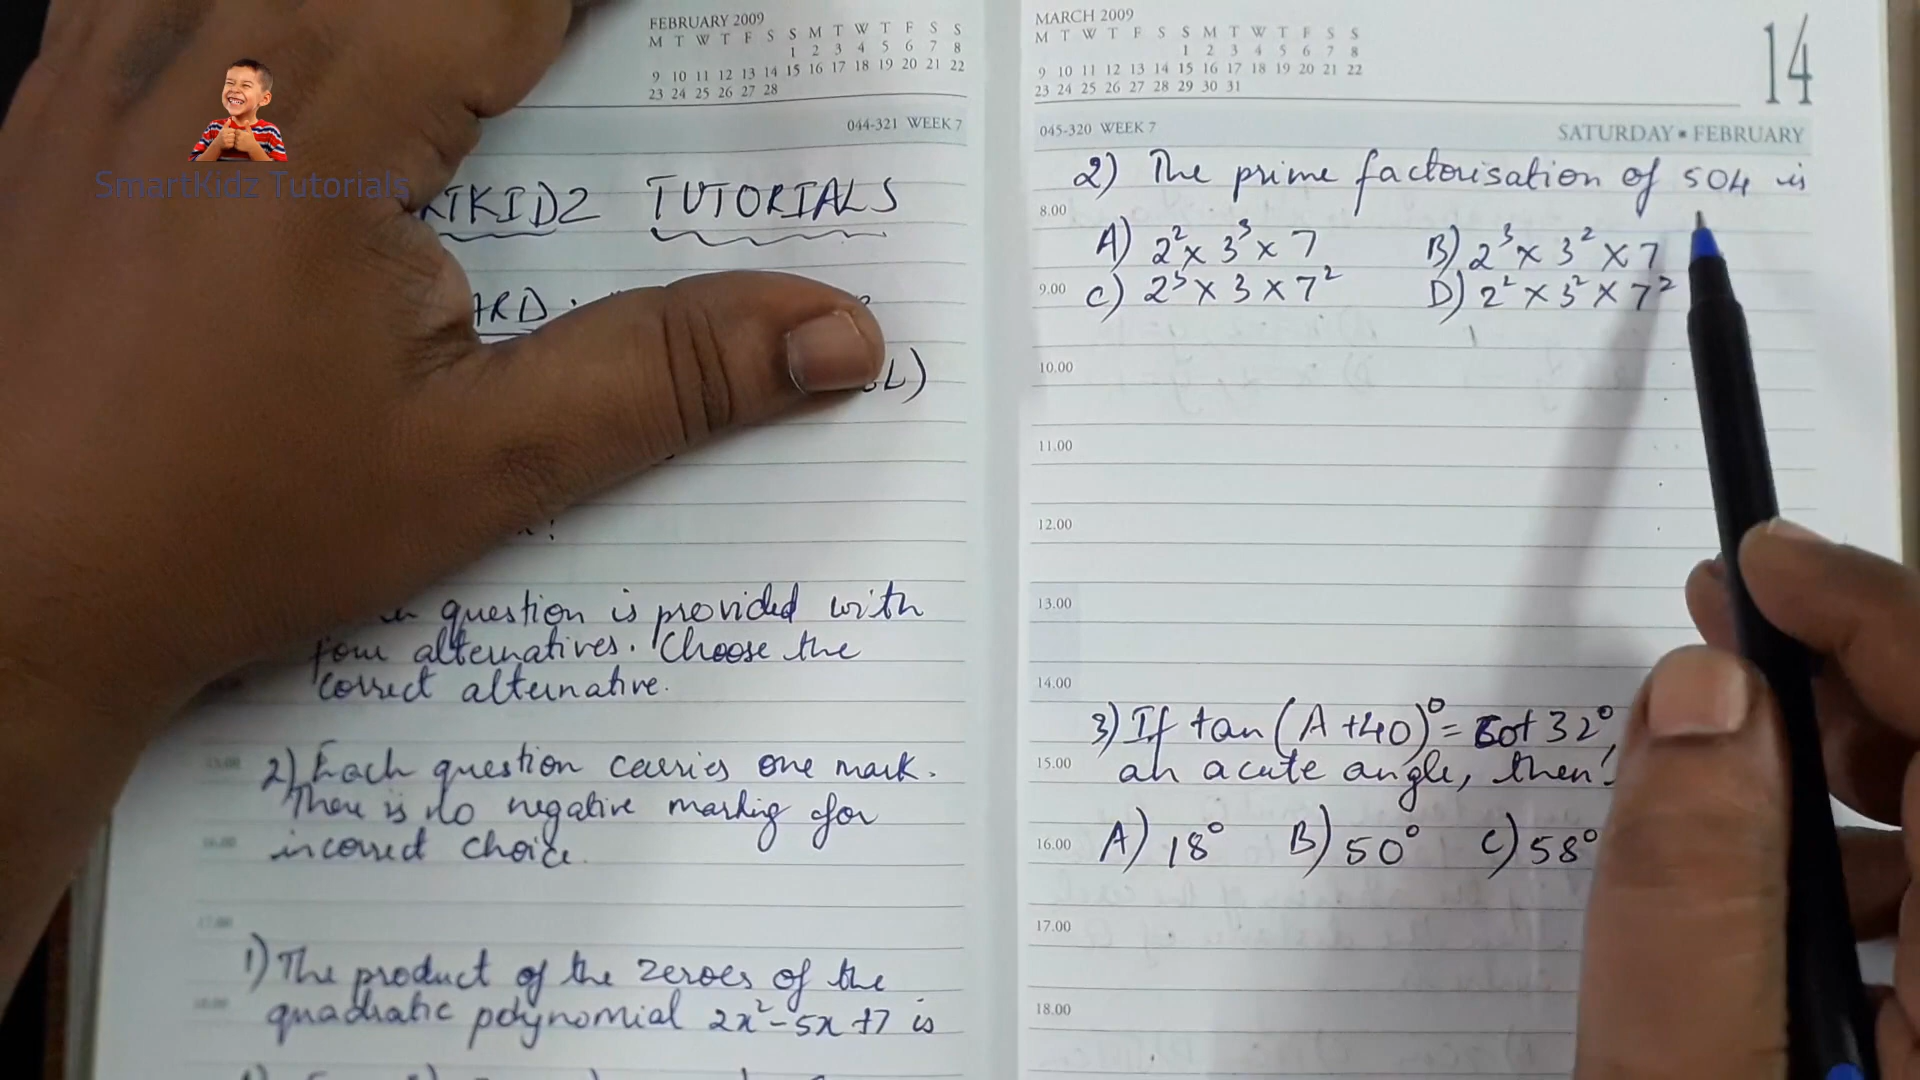 FEBRUARY 2009
M T W T F S S M T W T F S S
1 2 3 4 5 6 7 8
9 10 11 12 13 14 15 16 17 18 19 20 21 22
23 24 25 26 27 28
044-321 WEEK 7
SmartKidz Tutorials
RTKIDZ TUTORIALS
ARD :
L)
question is provided with
four alternatives. Choose the
correct alternative.
2) Each question carries one mark.
There is no negative marking for
incorrect choice.
1) The product of the zeroes of the
quadratic polynomial 2x² - 5x + 7 is
MARCH 2009
M T W T F S S M T W T F S S
1 2 3 4 5 6 7 8
9 10 11 12 13 14 15 16 17 18 19 20 21 22
23 24 25 26 27 28 29 30 31
14
045-320 WEEK 7
SATURDAY ▪ FEBRUARY
2) The prime factorisation of 504 is
8.00
A) 2² × 3³ × 7 B) 2³ × 3² × 7
9.00 C) 2³ × 3 × 7² D) 2² × 3² × 7²
10.00
11.00
12.00
13.00
14.00
3) If tan (A + 40)° = Cot 32°,
15.00 an acute angle, then
16.00 A) 18° B) 50° C) 58°
17.00
18.00